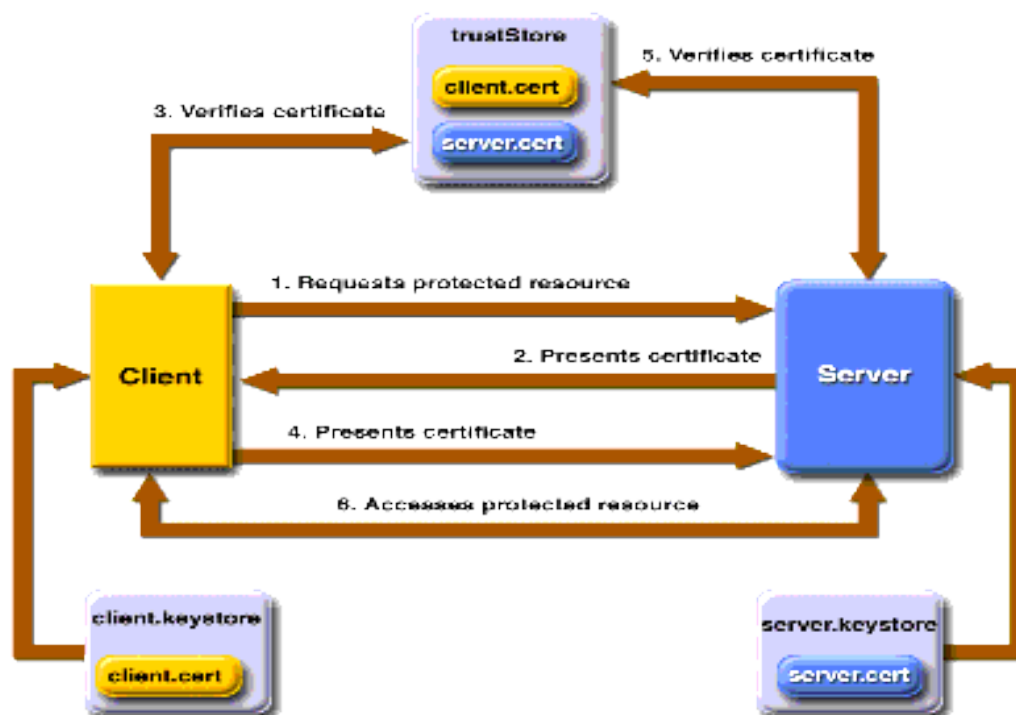 trustStore
5. Verifies certificate
client.cert
3. Verifies certificate
server.cert
1. Requests protected resource
2. Presents certificate
Client
Server
4. Presents certificate
6. Accesses protected resource
client.keystore
server.keystore
client.cert
server.cert